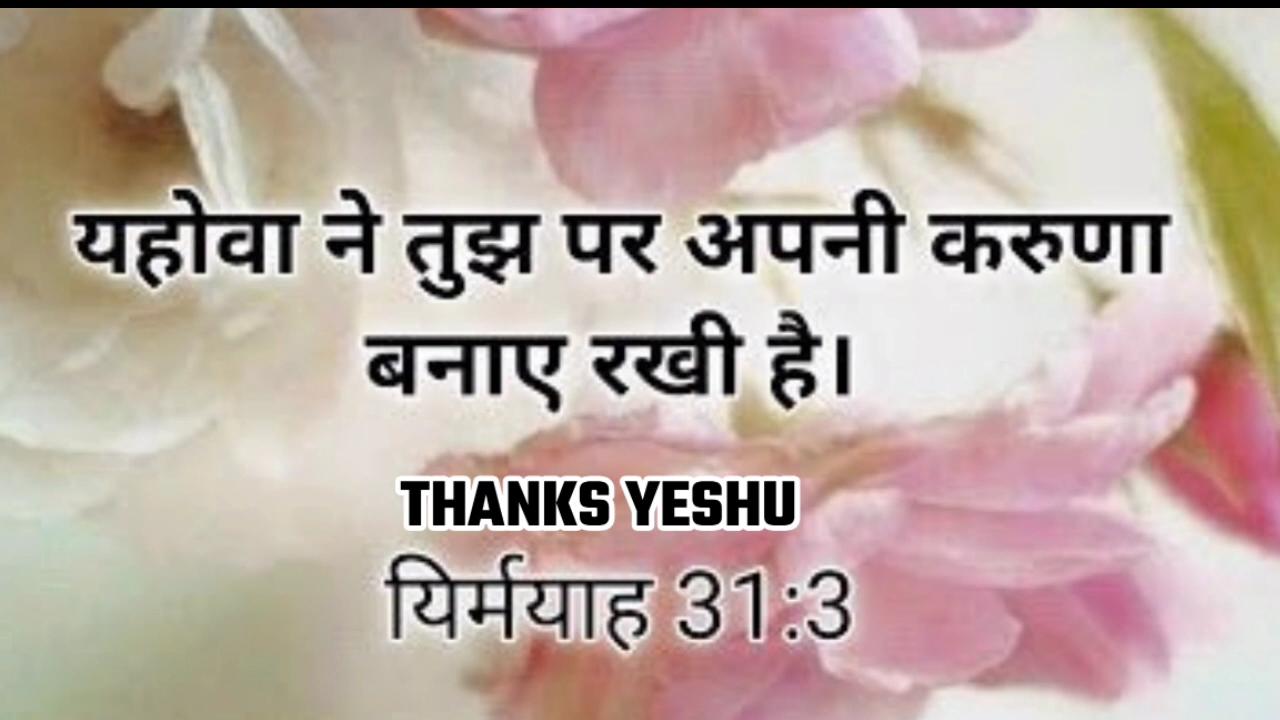 यहोवा ने तुझ पर अपनी करुणा
बनाए रखी है।
THANKS YESHU
यिर्मयाह 31:3